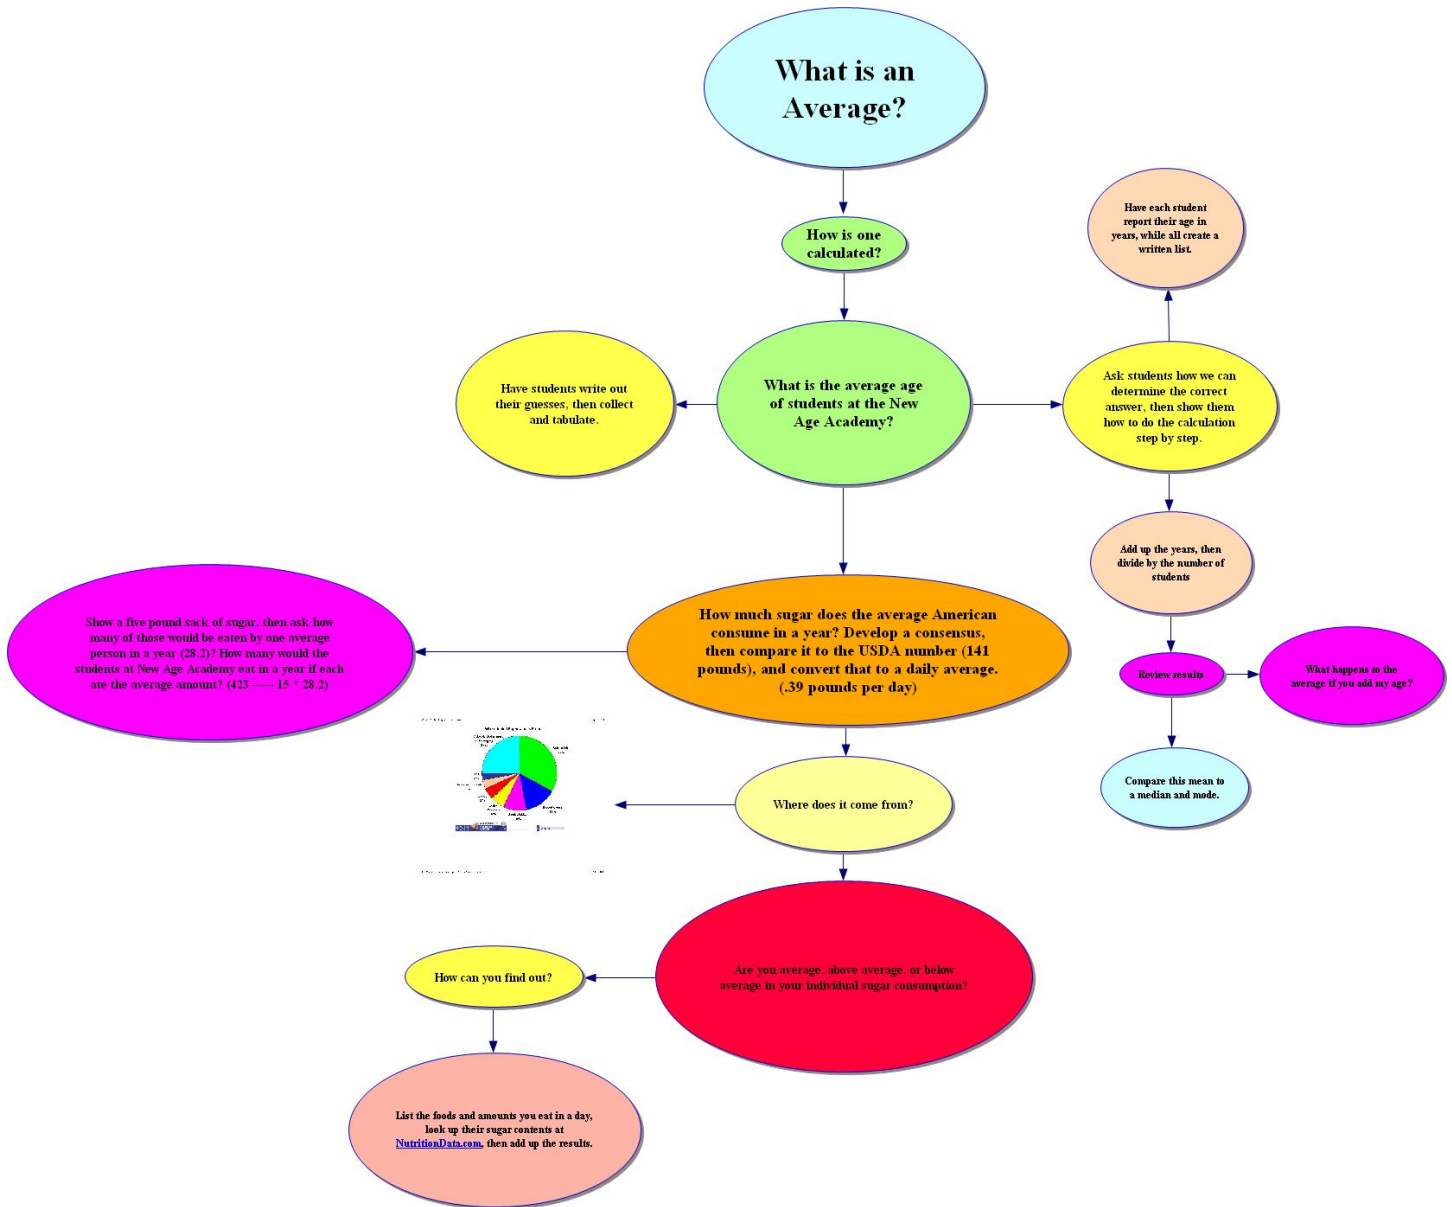 What is an
Average?
How is one
calculated?
Have each student
report their age in
years, while all create a
written list.
Have students write out
their guesses, then collect
and tabulate.
What is the average age
of students at the New
Age Academy?
Ask students how we can
determine the correct
answer, then show them
how to do the calculation
step by step.
Add up the years, then
divide by the number of
students
Show a five pound sack of sugar, then ask how
many of those would be eaten by one average
person in a year (28.2)? How many would the
students at New Age Academy eat in a year if each
ate the average amount? (423 ----- 15 * 28.2)
How much sugar does the average American
consume in a year? Develop a consensus,
then compare it to the USDA number (141
pounds), and convert that to a daily average.
(.39 pounds per day)
Review results
What happens to the
average if you add my age?
Compare this mean to
a median and mode.
Where does it come from?
Are you average, above average, or below
average in your individual sugar consumption?
How can you find out?
List the foods and amounts you eat in a day,
look up their sugar contents at
NutritionData.com, then add up the results.